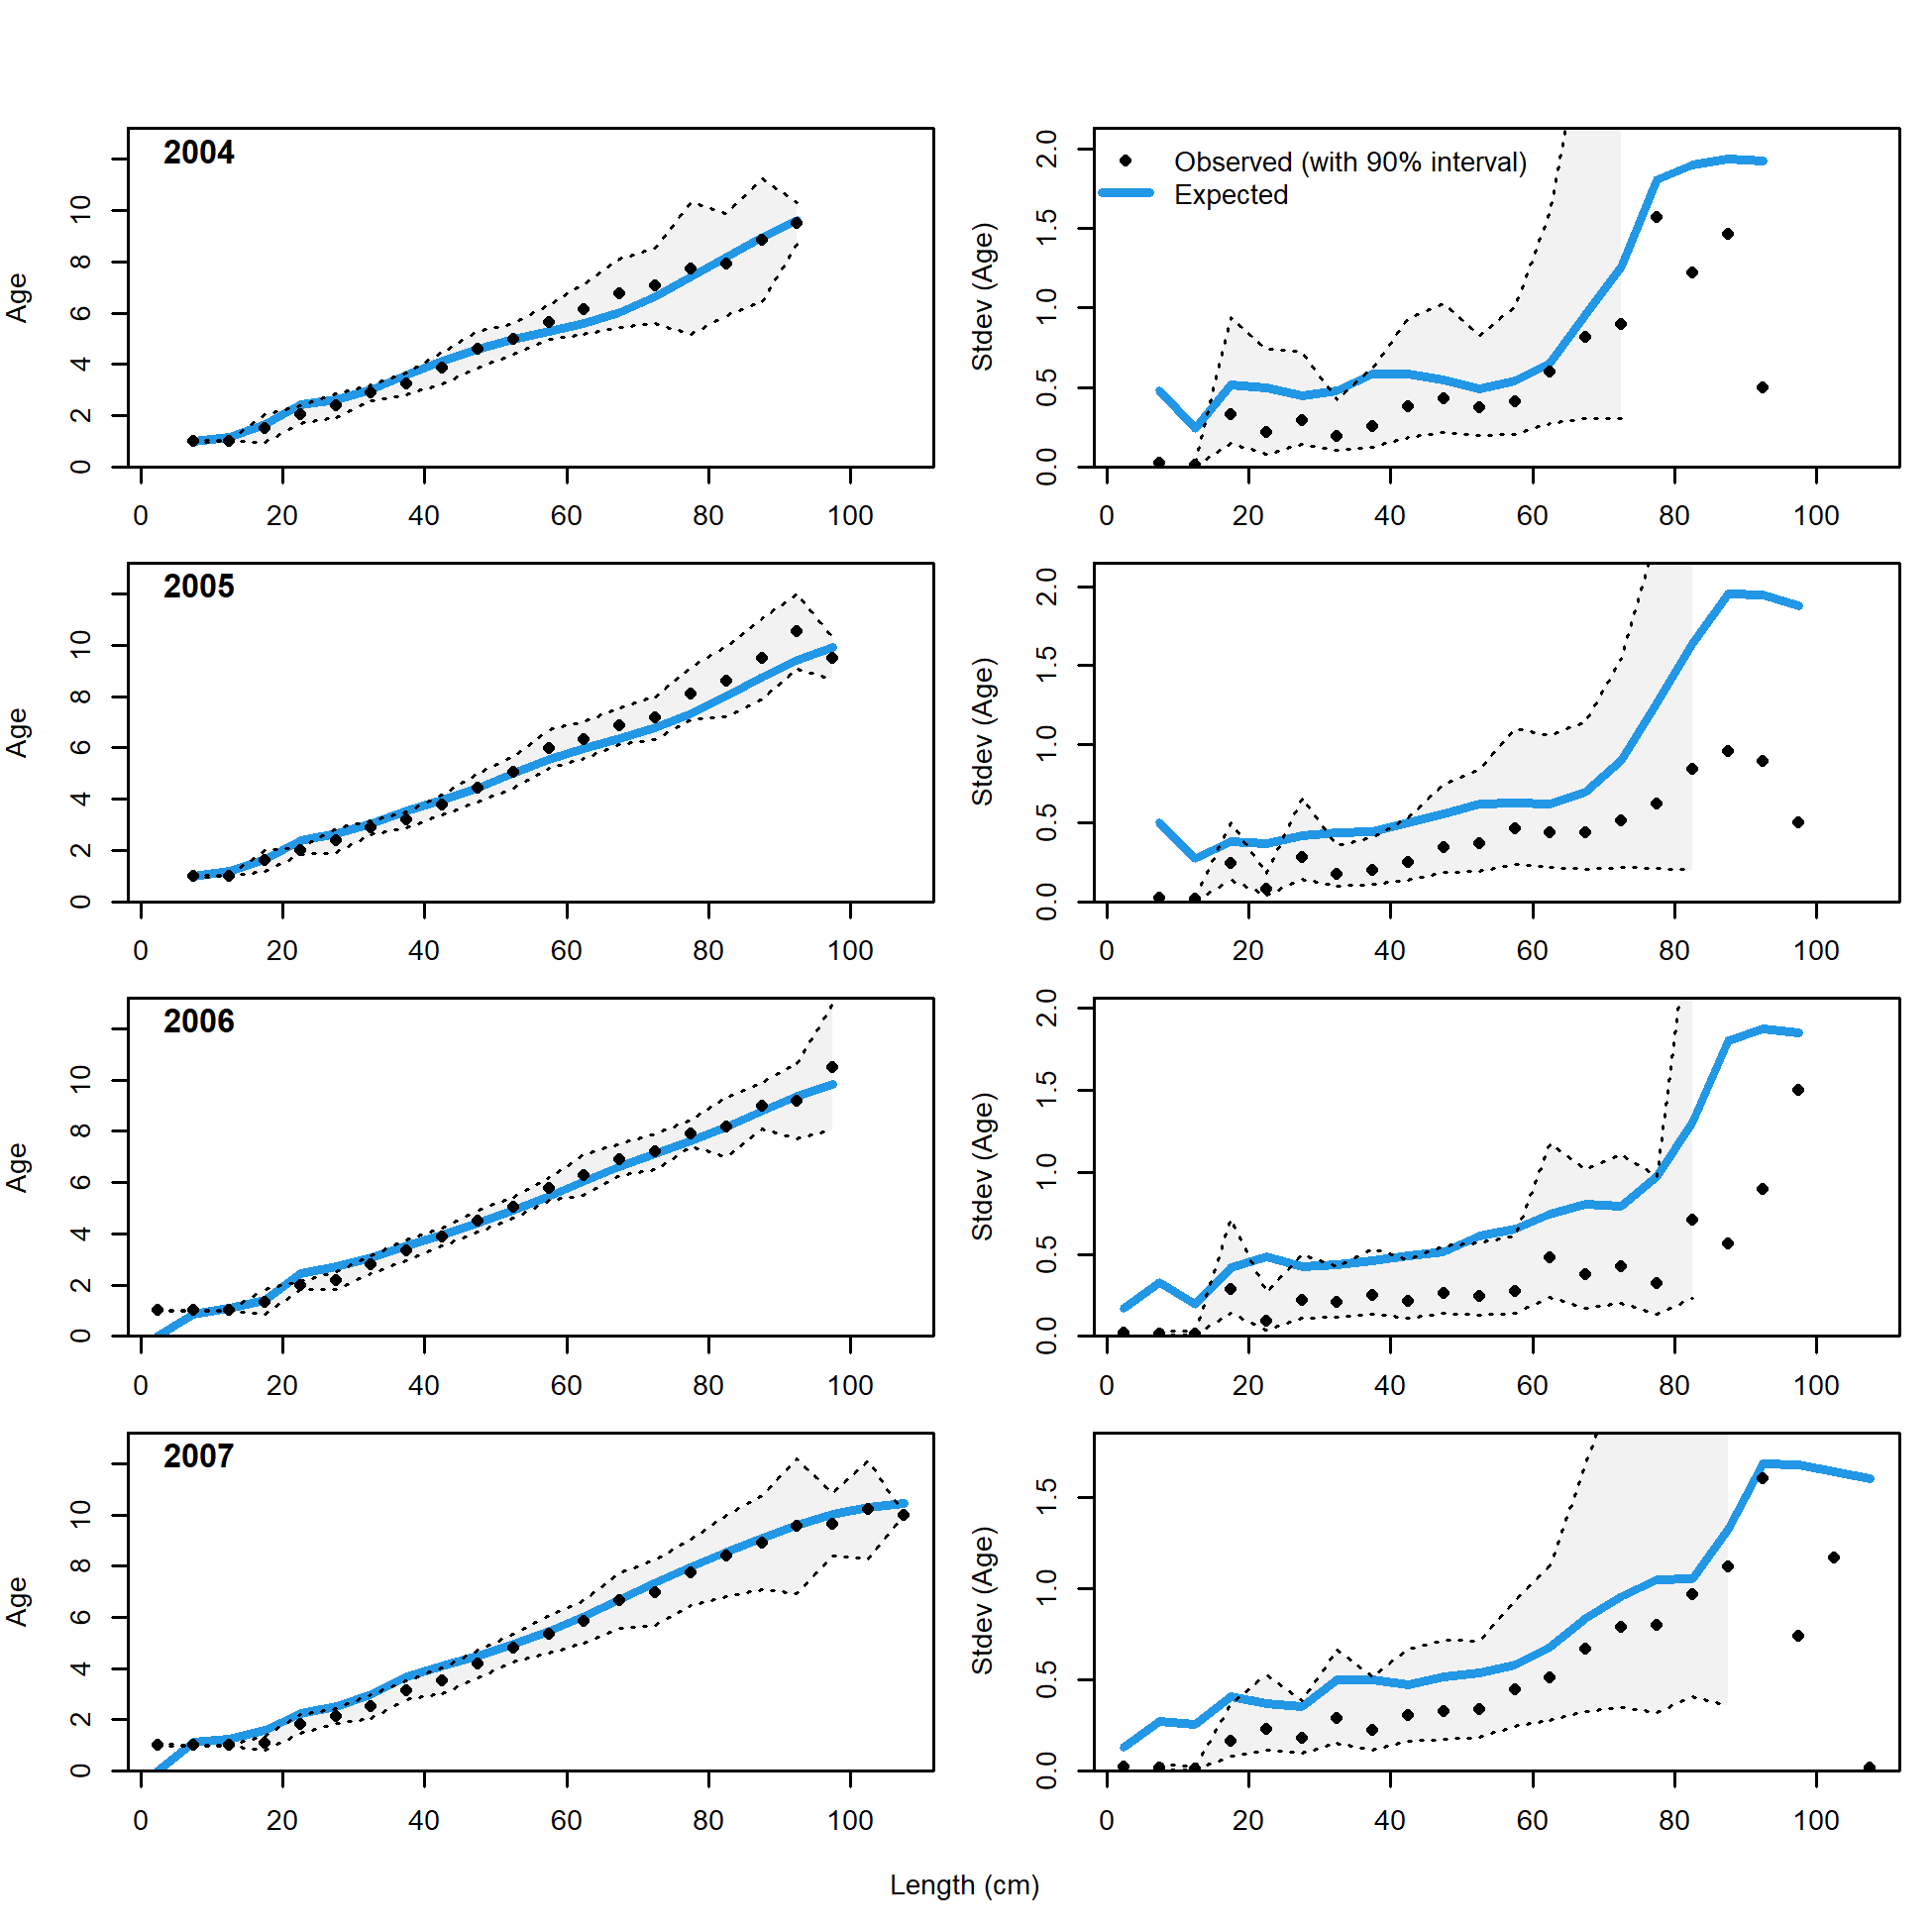 2004
Age
0 2 4 6 8 10
0 20 40 60 80 100
Observed (with 90% interval)
Expected
Stdev (Age)
0.0 0.5 1.0 1.5 2.0
0 20 40 60 80 100
2005
Age
0 2 4 6 8 10
0 20 40 60 80 100
Stdev (Age)
0.0 0.5 1.0 1.5 2.0
0 20 40 60 80 100
2006
Age
0 2 4 6 8 10
0 20 40 60 80 100
Stdev (Age)
0.0 0.5 1.0 1.5 2.0
0 20 40 60 80 100
2007
Age
0 2 4 6 8 10
0 20 40 60 80 100
Stdev (Age)
0.0 0.5 1.0 1.5
0 20 40 60 80 100
Length (cm)